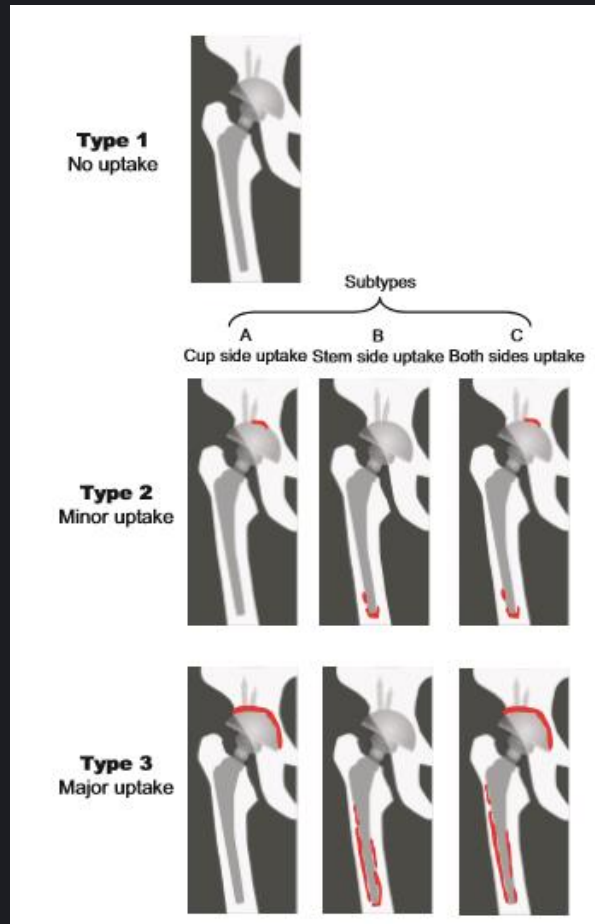 Type 1
No uptake
Subtypes
A B C
Cup side uptake Stem side uptake Both sides uptake
Type 2
Minor uptake
Type 3
Major uptake